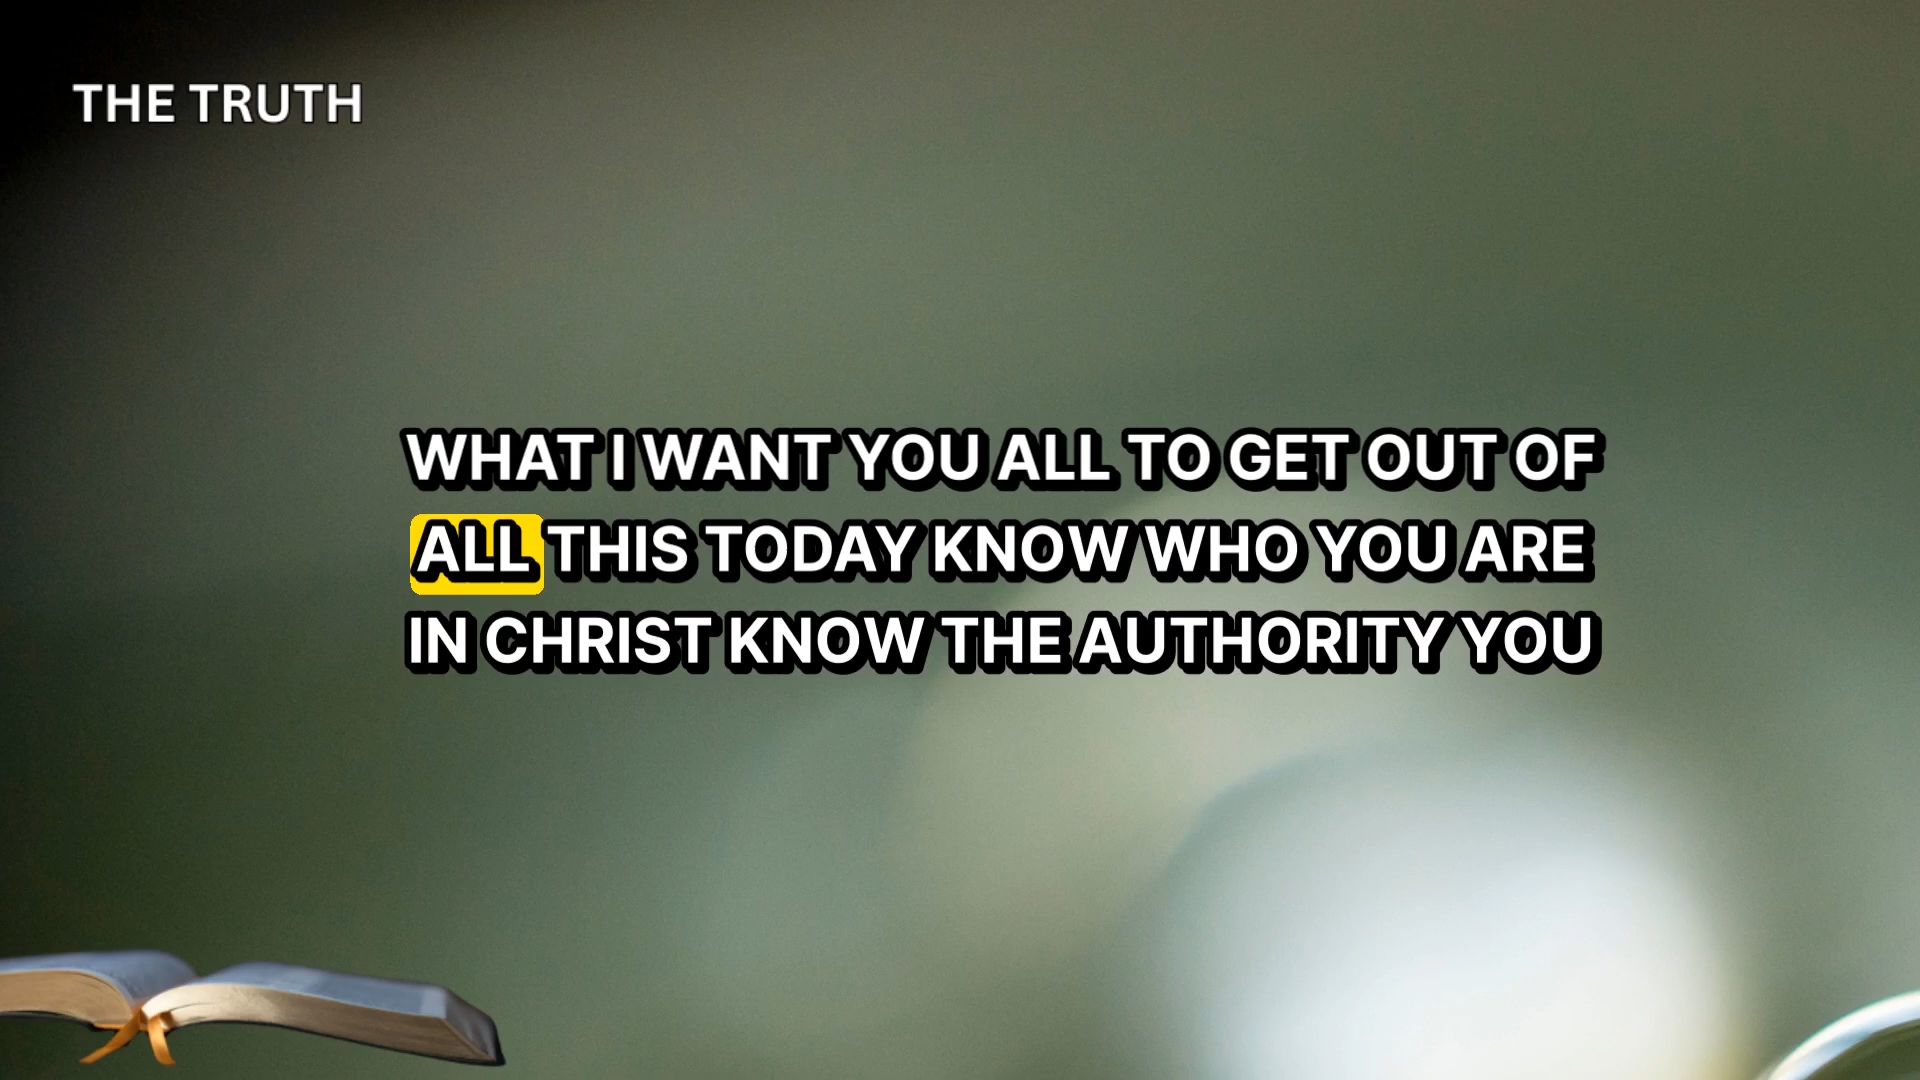 THE TRUTH
WHAT I WANT YOU ALL TO GET OUT OF
ALL THIS TODAY KNOW WHO YOU ARE
IN CHRIST KNOW THE AUTHORITY YOU